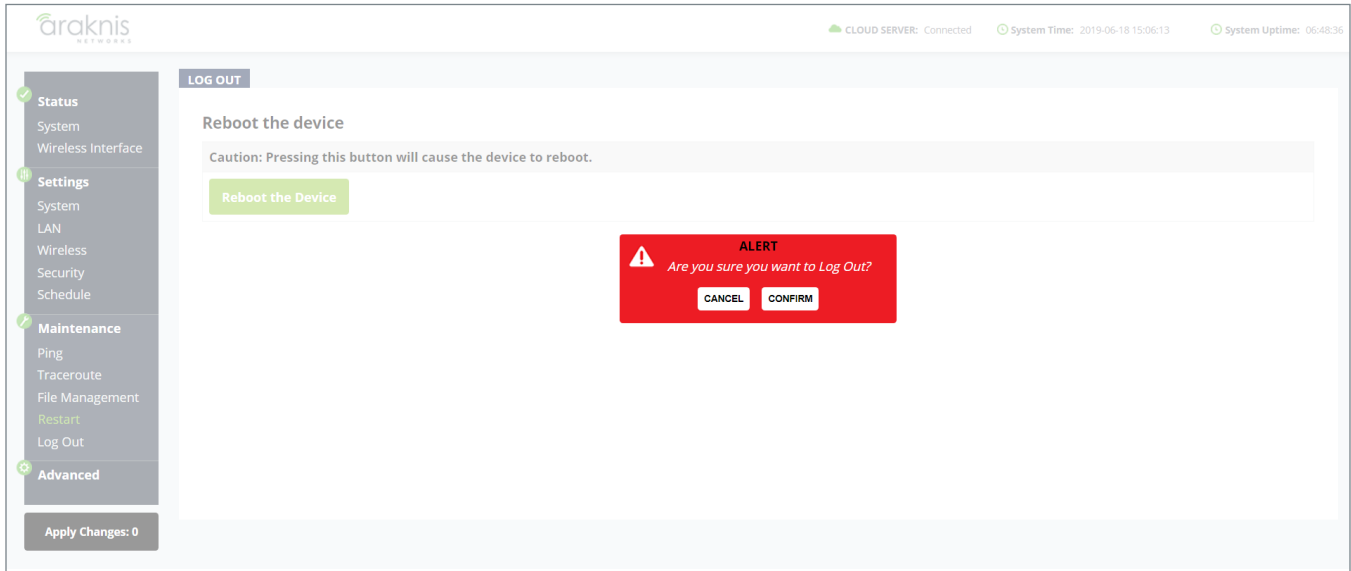 araknis
NETWORKS
CLOUD SERVER: Connected System Time: 2019-06-18 15:06:13 System Uptime: 06:48:36
Status
System
Wireless Interface
Settings
System
LAN
Wireless
Security
Schedule
Maintenance
Ping
Traceroute
File Management
Restart
Log Out
Advanced
Apply Changes: 0
LOG OUT
Reboot the device
Caution: Pressing this button will cause the device to reboot.
Reboot the Device
ALERT
Are you sure you want to Log Out?
CANCEL CONFIRM